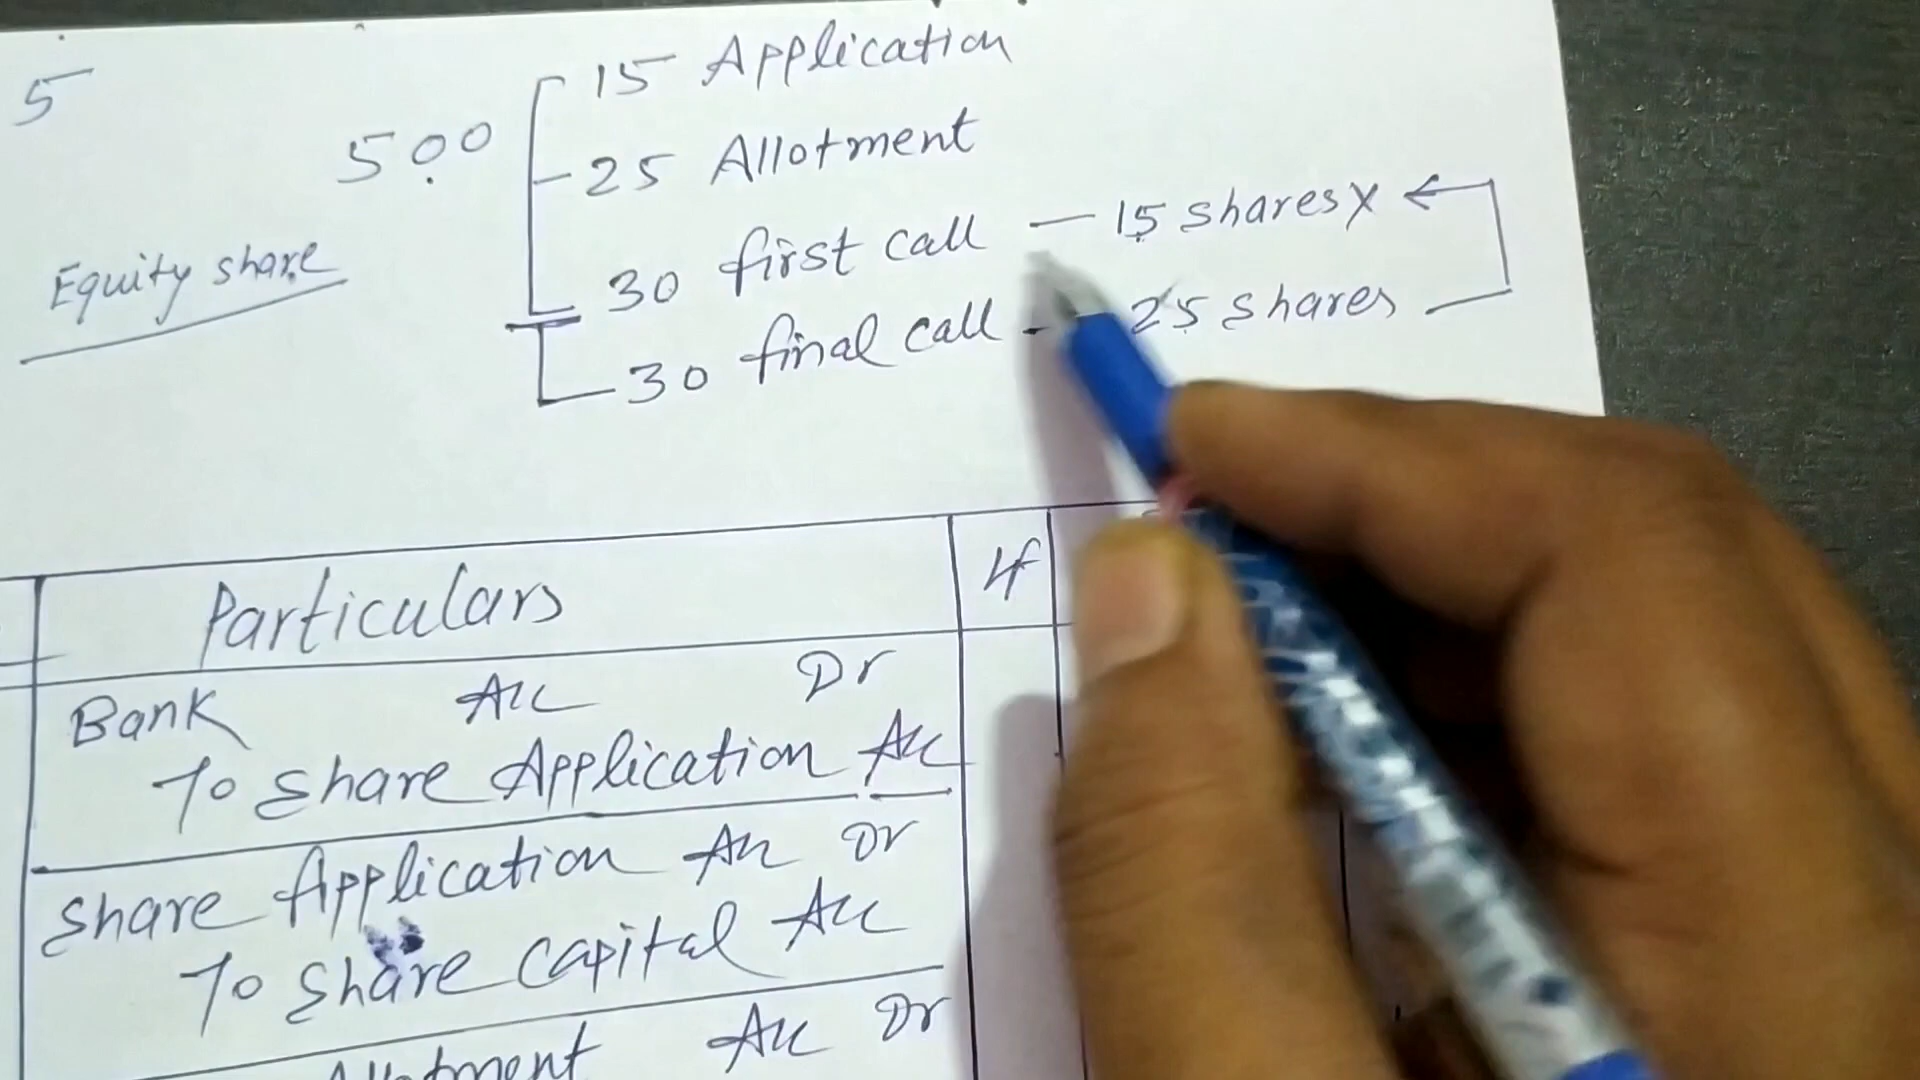 5
500
15 Application
25 Allotment
30 first call - 15 shares X
30 final call - 25 shares
Equity share
Particulars
LF
Bank A/c Dr
To Share Application A/c
Share Application A/c Dr
To Share Capital A/c
Allotment A/c Dr